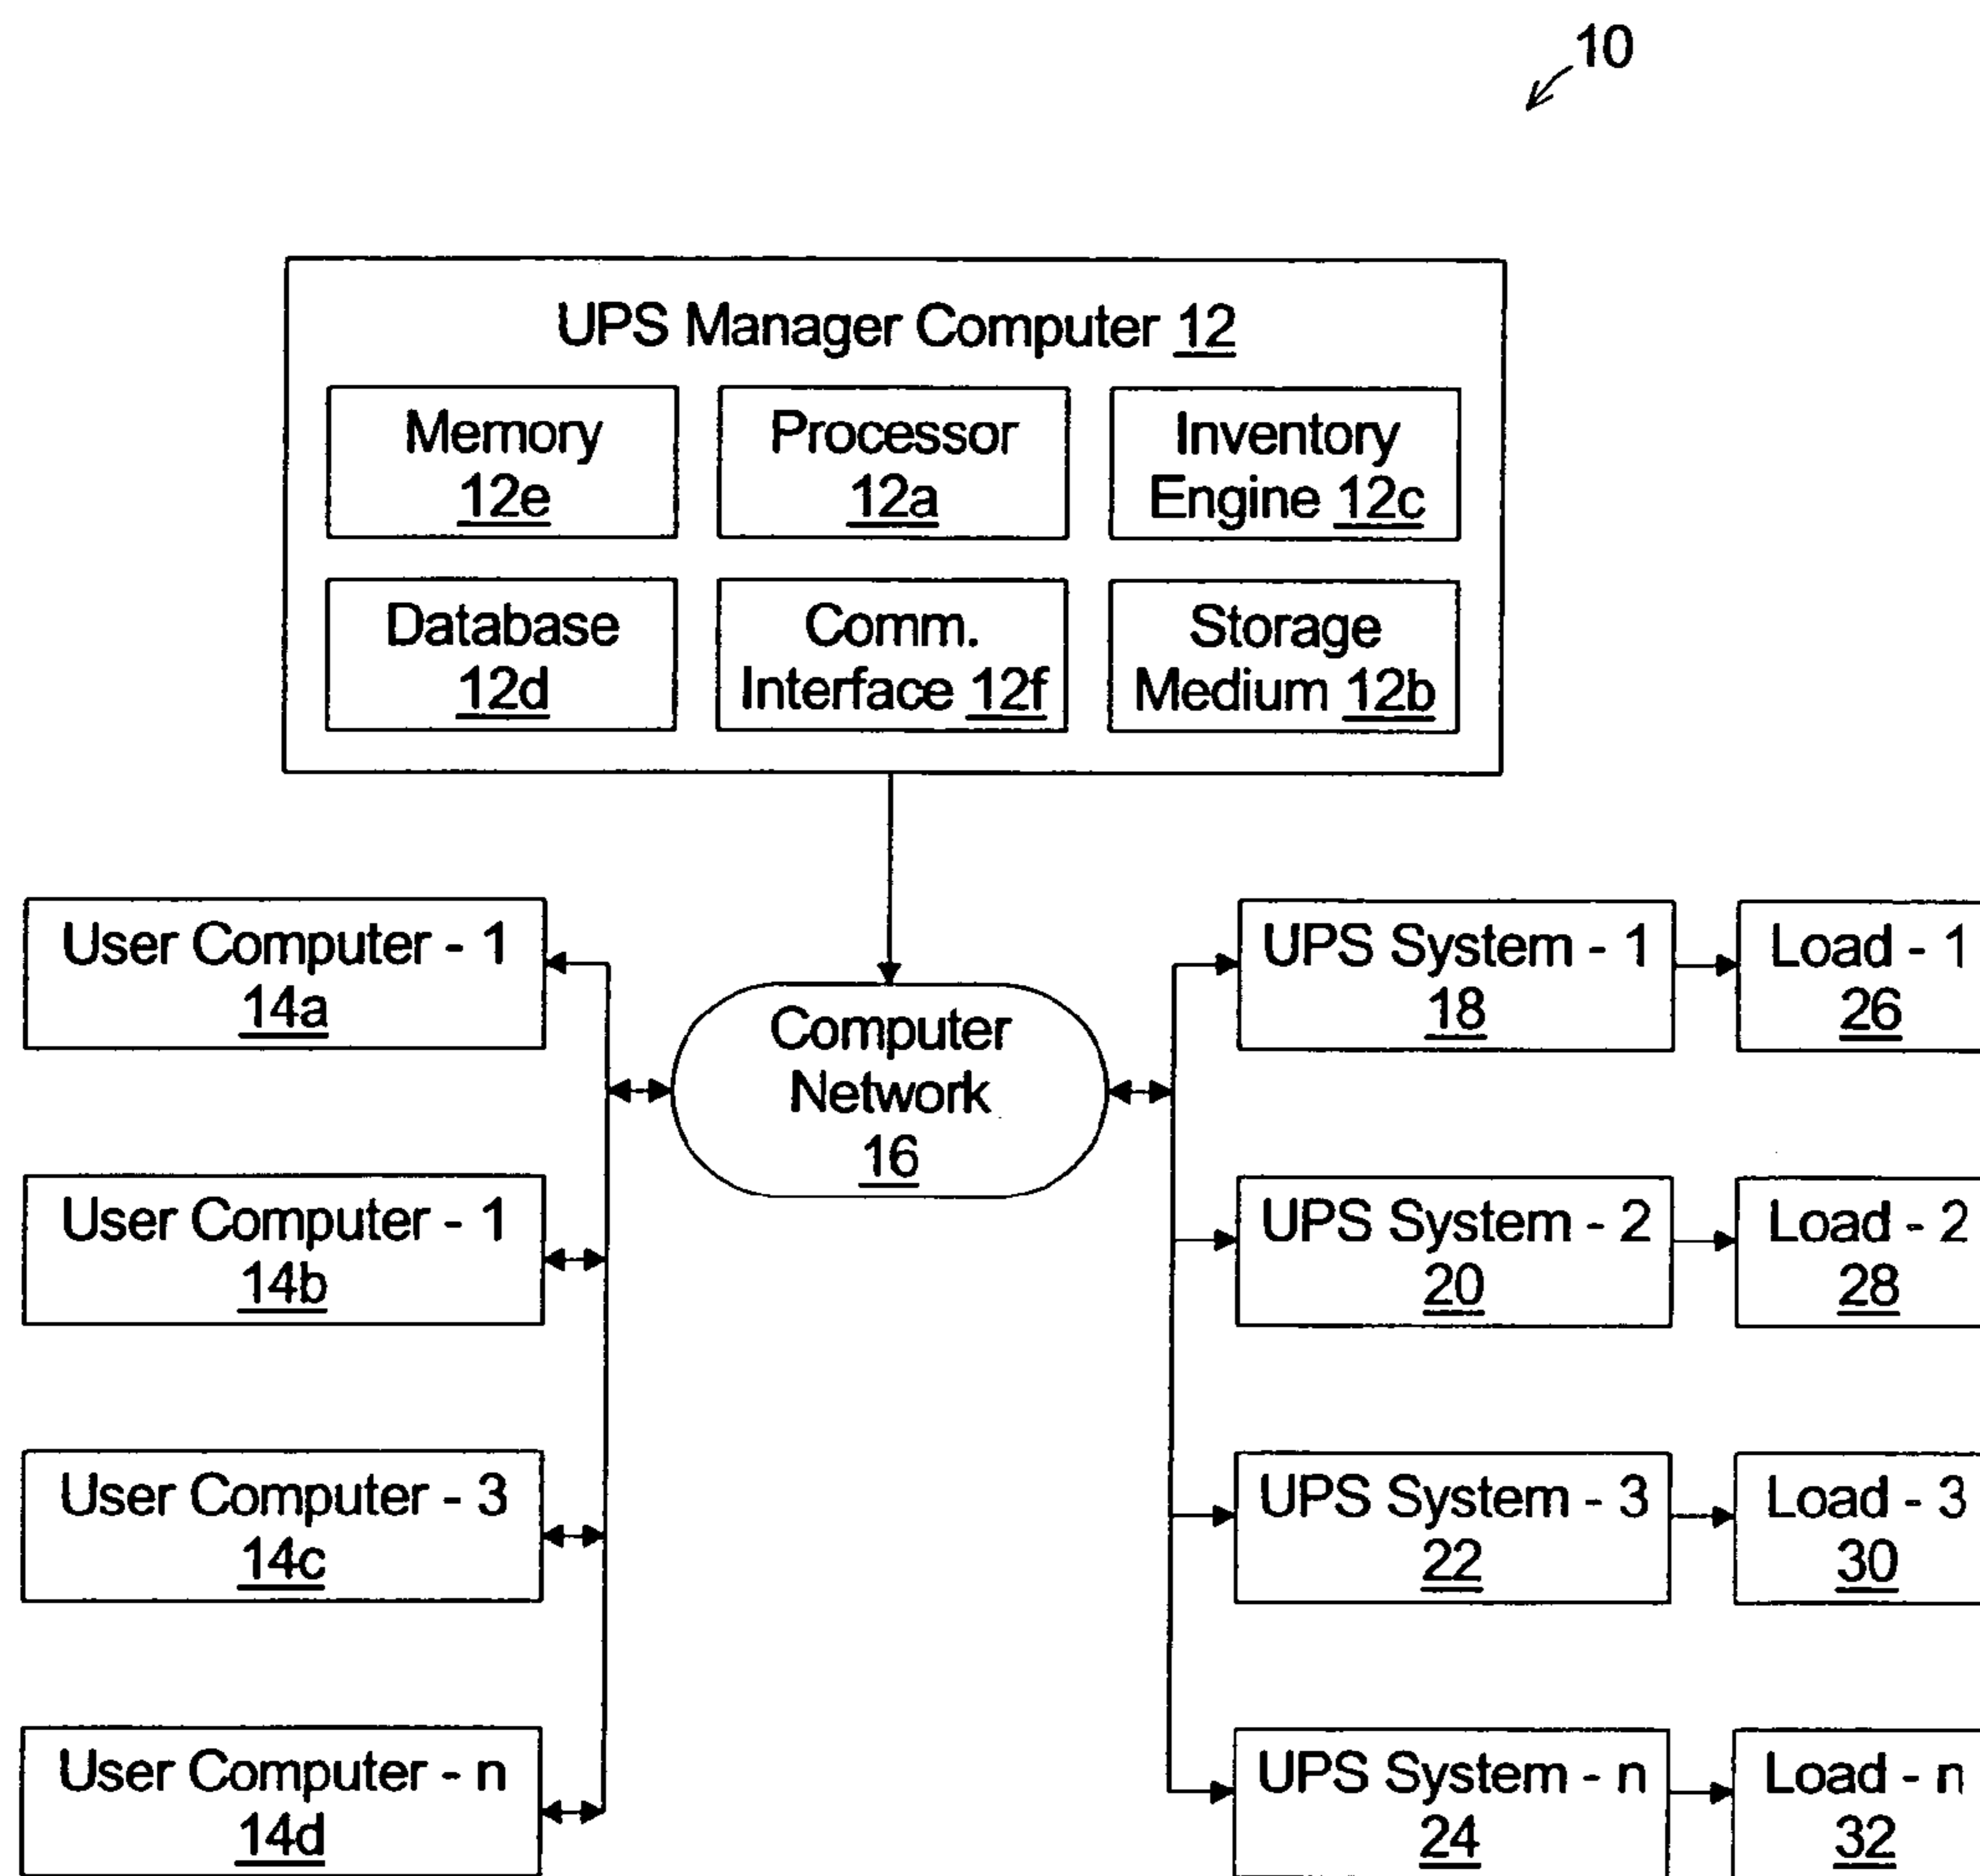 10
UPS Manager Computer 12
Memory
12e
Processor
12a
Inventory
Engine 12c
Database
12d
Comm.
Interface 12f
Storage
Medium 12b
User Computer - 1
14a
User Computer - 1
14b
User Computer - 3
14c
User Computer - n
14d
Computer
Network
16
UPS System - 1
18
Load - 1
26
UPS System - 2
20
Load - 2
28
UPS System - 3
22
Load - 3
30
UPS System - n
24
Load - n
32